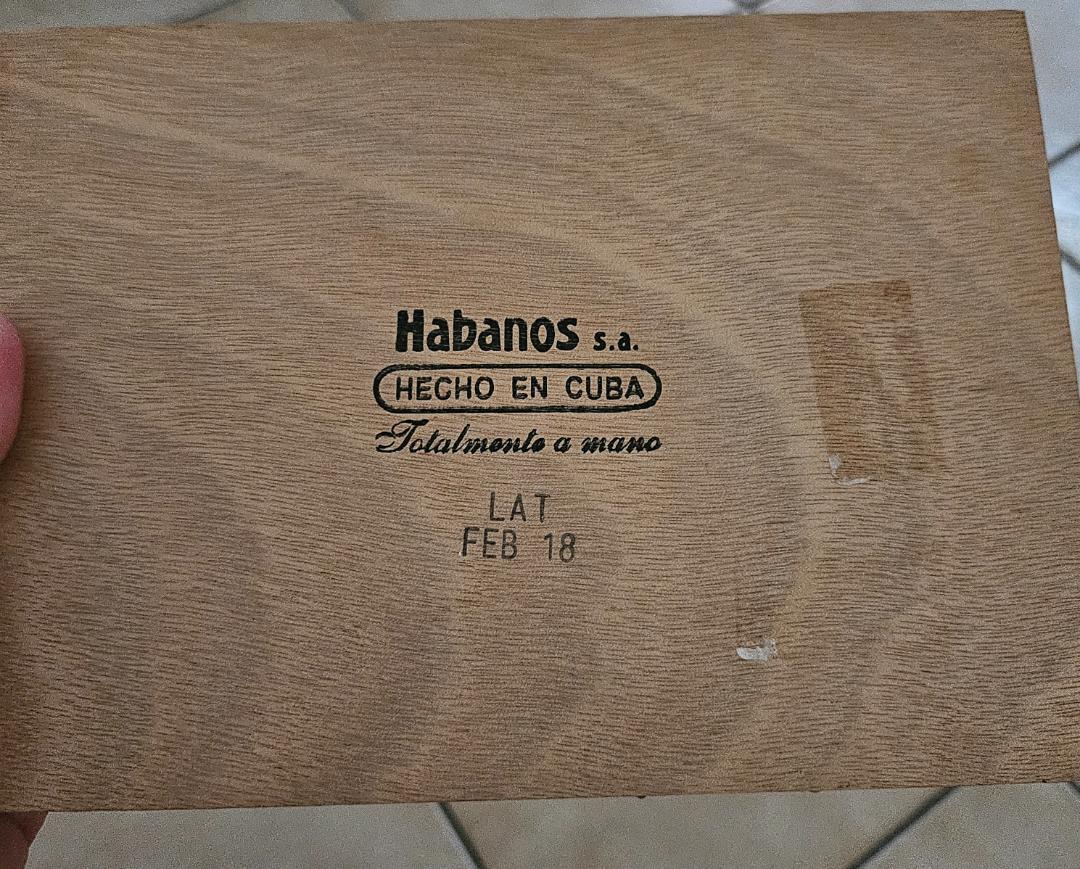 Habanos s.a.
HECHO EN CUBA
Totalmente a mano
LAT
FEB 18